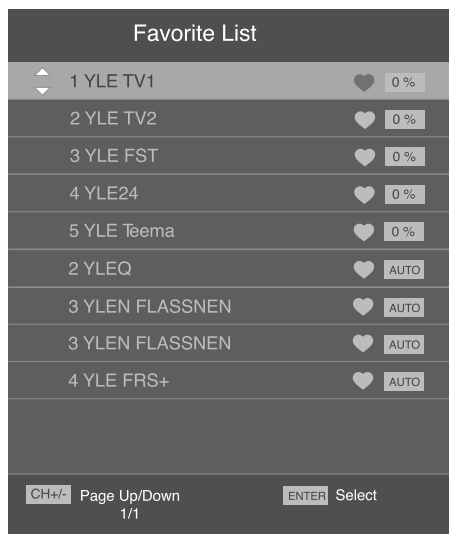 Favorite List
1 YLE TV1 0 %
2 YLE TV2 0 %
3 YLE FST 0 %
4 YLE24 0 %
5 YLE Teema 0 %
2 YLEQ AUTO
3 YLEN FLASSNEN AUTO
3 YLEN FLASSNEN AUTO
4 YLE FRS+ AUTO
CH+/- Page Up/Down ENTER Select
1/1